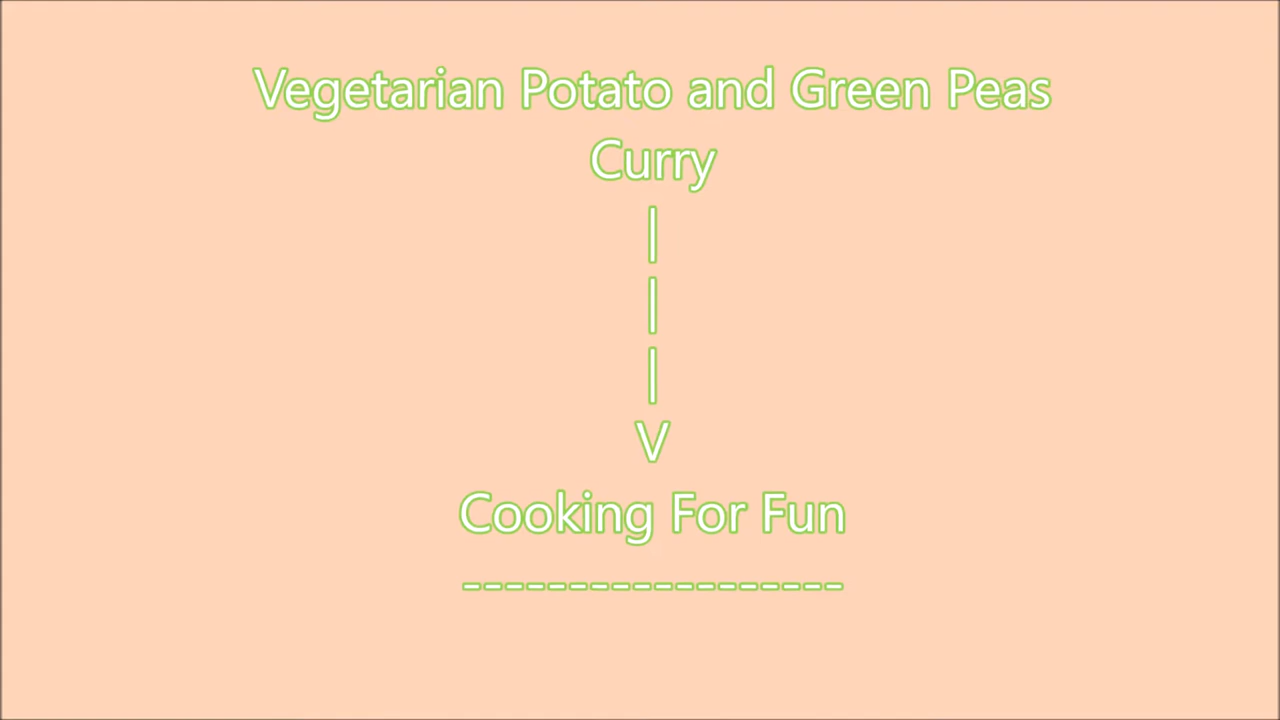 Vegetarian Potato and Green Peas
Curry
|
|
|
V
Cooking For Fun
------------------